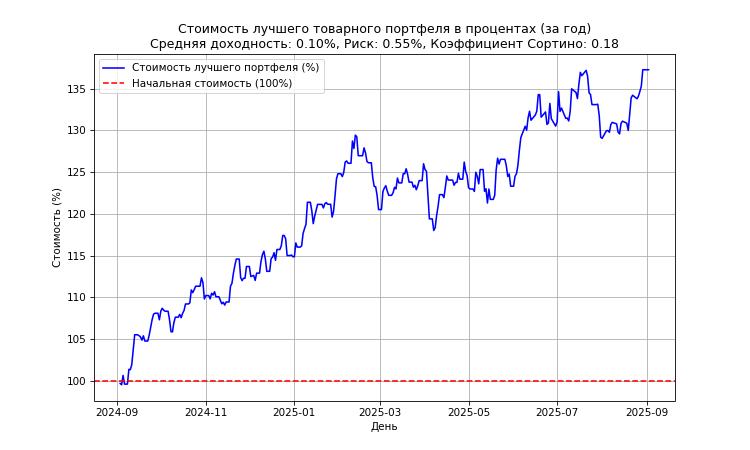 Стоимость лучшего товарного портфеля в процентах (за год)
Средняя доходность: 0.10%, Риск: 0.55%, Коэффициент Сортино: 0.18
Стоимость лучшего портфеля (%)
Начальная стоимость (100%)
Стоимость (%)
135
130
125
120
115
110
105
100
2024-09
2024-11
2025-01
2025-03
2025-05
2025-07
2025-09
День